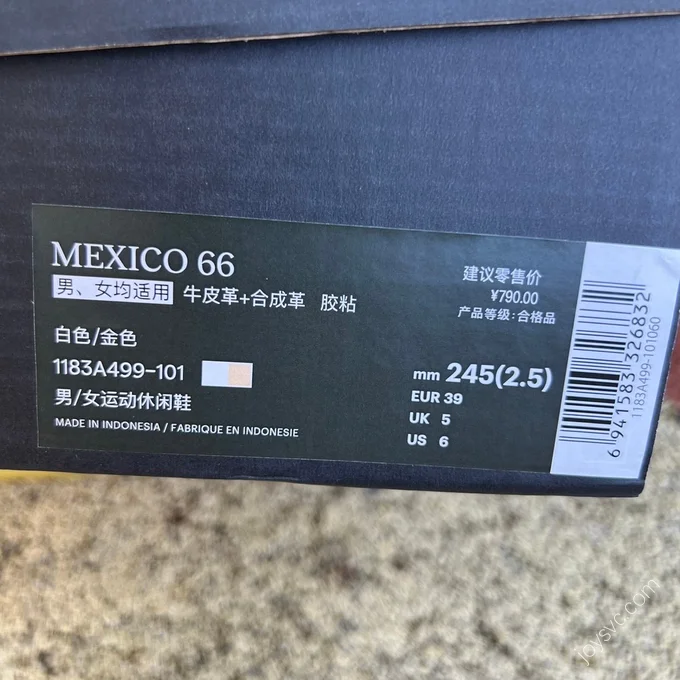 MEXICO 66
男、女均适用 牛皮革+合成革 胶粘
白色/金色
1183A499-101
男/女运动休闲鞋
MADE IN INDONESIA / FABRIQUE EN INDONESIE
建议零售价
¥790.00
产品等级:合格品
mm 245(2.5)
EUR 39
UK 5
US 6
6 941583 326832
1183A499-101060
joysvc.com